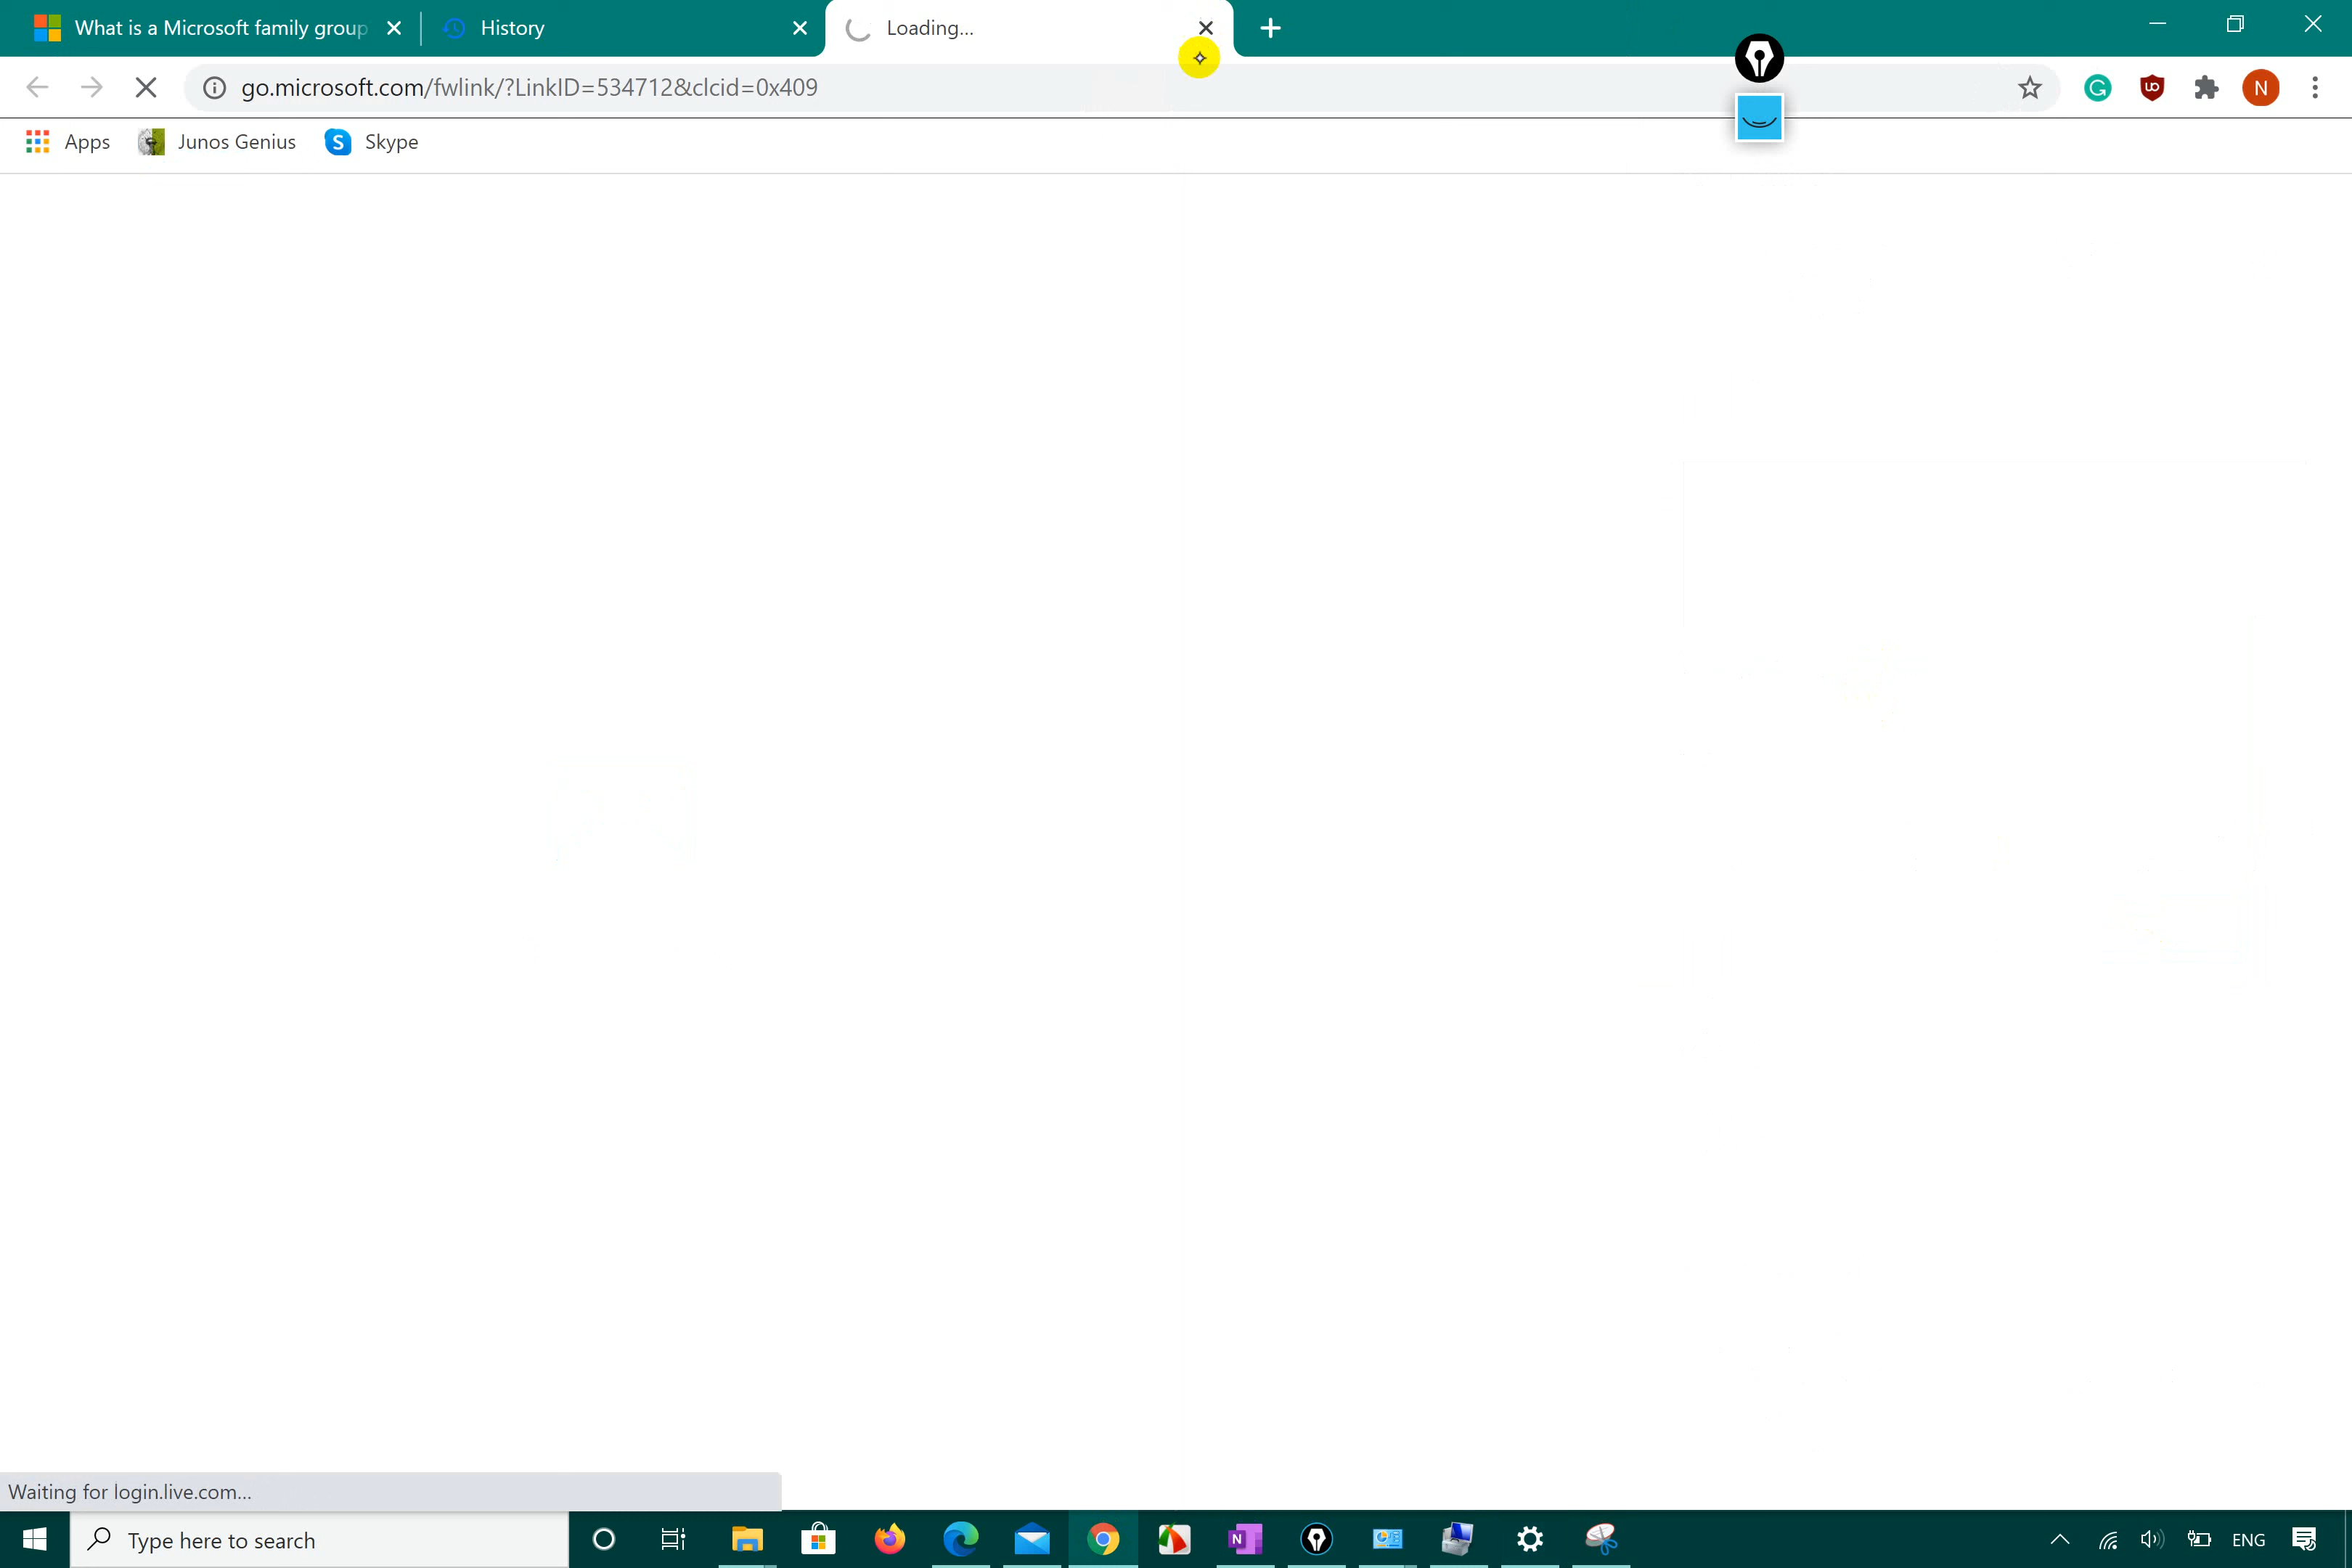 What is a Microsoft family group
History
Loading...
go.microsoft.com/fwlink/?LinkID=534712&clcid=0x409
N
Apps
Junos Genius
S
Skype
Waiting for login.live.com...
Type here to search
N
ENG